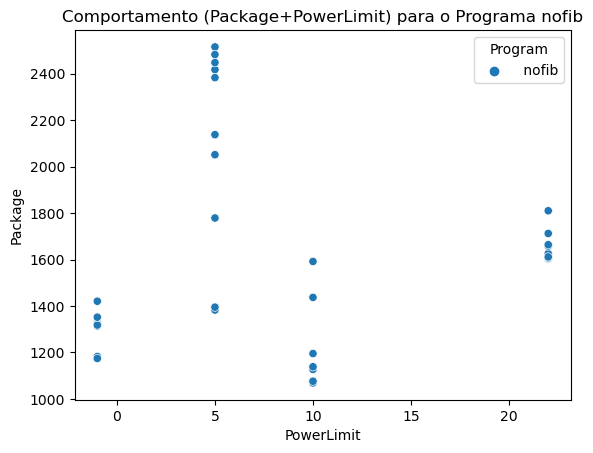 Comportamento (Package+PowerLimit) para o Programa nofib
Program
nofib
2400
2200
2000
1800
1600
1400
1200
1000
Package
0
5
10
15
20
PowerLimit